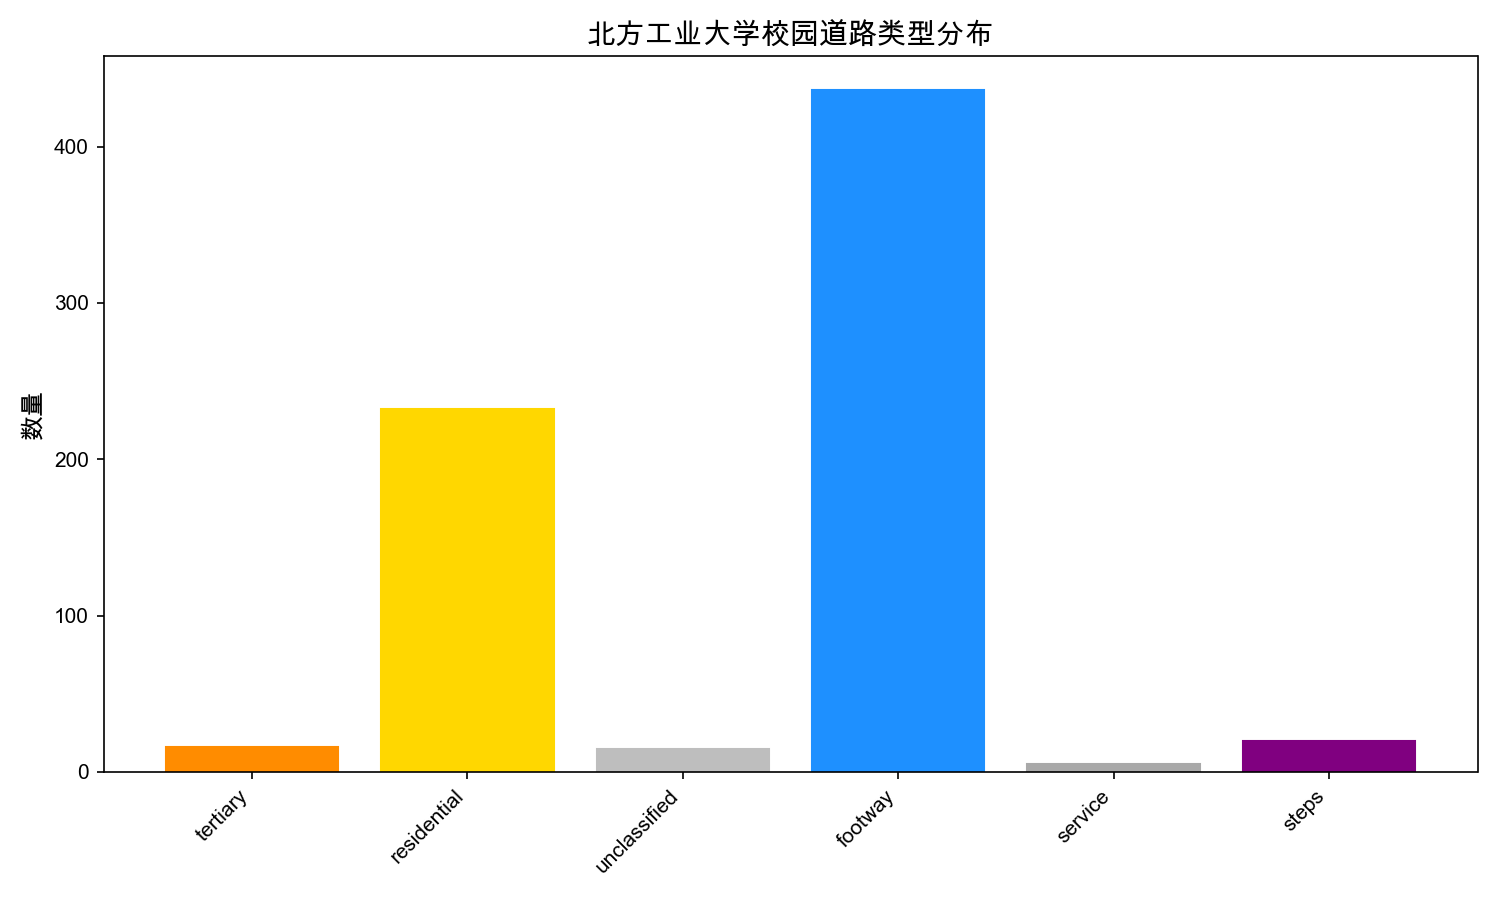 北方工业大学校园道路类型分布
数量
400
300
200
100
0
tertiary
residential
unclassified
footway
service
steps